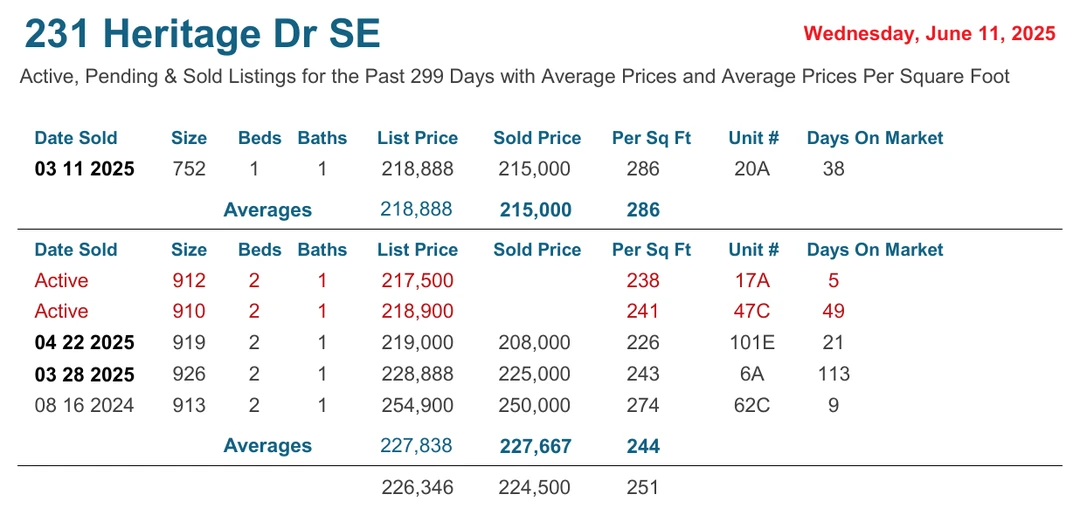 231 Heritage Dr SE
Wednesday, June 11, 2025
Active, Pending & Sold Listings for the Past 299 Days with Average Prices and Average Prices Per Square Foot
Date Sold Size Beds Baths List Price Sold Price Per Sq Ft Unit # Days On Market
03 11 2025 752 1 1 218,888 215,000 286 20A 38
Averages 218,888 215,000 286
Date Sold Size Beds Baths List Price Sold Price Per Sq Ft Unit # Days On Market
Active 912 2 1 217,500 238 17A 5
Active 910 2 1 218,900 241 47C 49
04 22 2025 919 2 1 219,000 208,000 226 101E 21
03 28 2025 926 2 1 228,888 225,000 243 6A 113
08 16 2024 913 2 1 254,900 250,000 274 62C 9
Averages 227,838 227,667 244
226,346 224,500 251